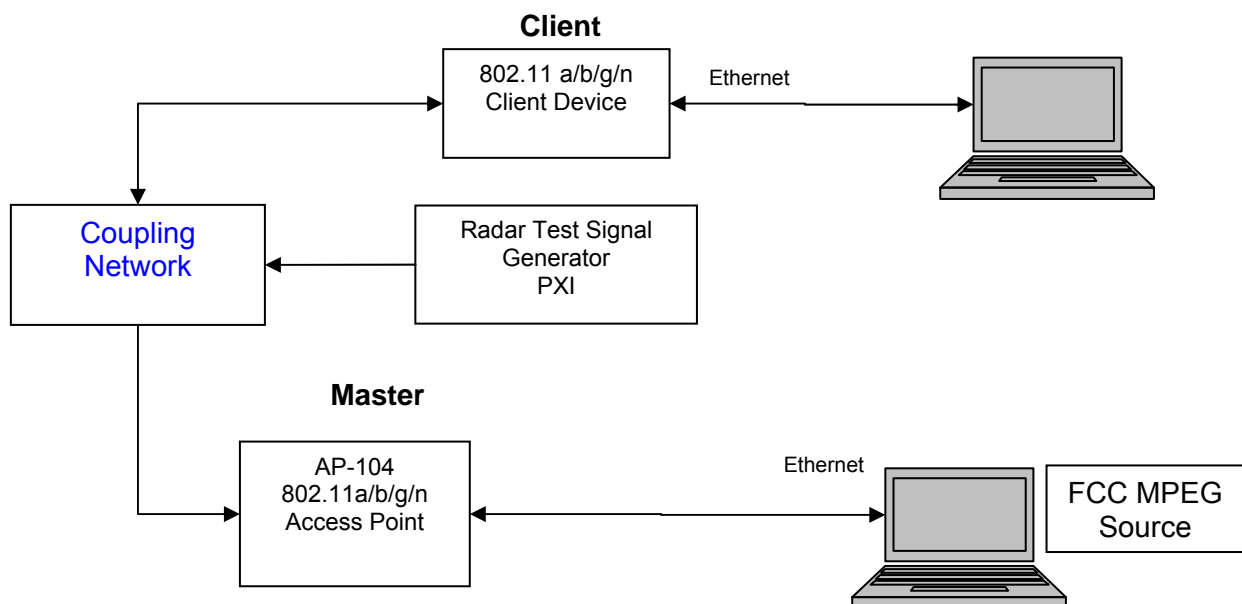 Client
802.11 a/b/g/n
Client Device
Ethernet
Coupling
Network
Radar Test Signal
Generator
PXI
Master
AP-104
802.11a/b/g/n
Access Point
Ethernet
FCC MPEG
Source